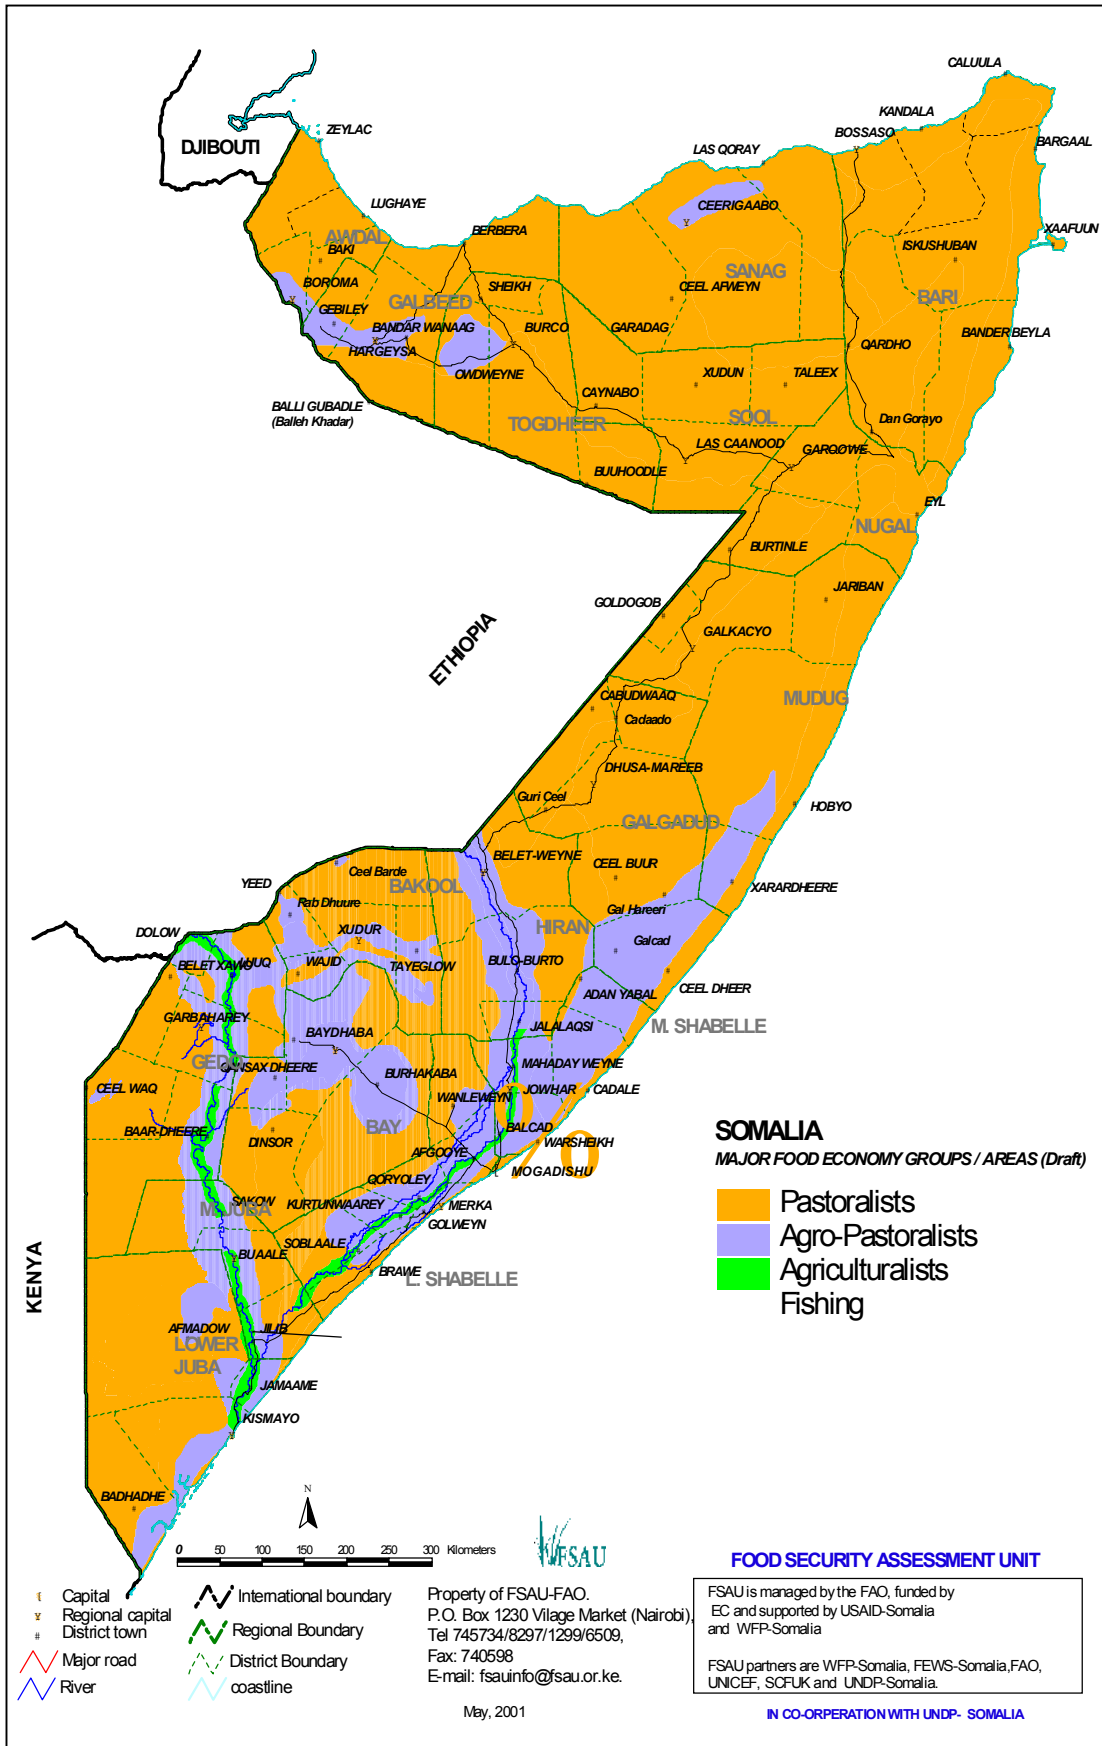 CALUULA
KANDALA
BOSSASO
BARGAAL
ZEYLAC
DJIBOUTI
LAS QORAY
LUGHAYE
CEERIGAABO
XAAFUUN
BERBERA
AWDAL
BAKI
ISKUSHUBAN
SANAG
BOROMA
SHEIKH
CEEL AFWEYN
BARI
GALBEED
GEBILEY
BANDAR WANAAG
BURCO
GARADAG
BANDER BEYLA
HARGEYSA
QARDHO
OWDWEYNE
XUDUN
TALEEX
CAYNABO
BALLI GUBADLE
(Balleh Khadar)
TOGDHEER
SOOL
Dan Gorayo
LAS CAANOOD
GAROOWE
BUUHOODLE
EYL
NUGAL
BURTINLE
JARIBAN
GOLDOGOB
GALKACYO
ETHIOPIA
MUDUG
CABUDWAAQ
Cadaado
DHUSA-MAREEB
Guri Ceel
HOBYO
GALGADUD
BELET-WEYNE
CEEL BUUR
Ceel Barde
YEED
BAKOOL
XARARDHEERE
Rab Dhuure
Gal Hareeri
XUDUR
HIRAN
DOLOW
Galcad
BELET XAWO
LUUQ
WAJID
TAYEGLOW
BULO-BURTO
ADAN YABAL
CEEL DHEER
GARBAHAREY
BAYDHABA
JALALAQSI
M. SHABELLE
GEDO
QANSAX DHEERE
BURHAKABA
MAHADAY WEYNE
CEEL WAQ
WANLEWEYN
JOWHAR
CADALE
BAAR-DHEERE
DINSOR
BAY
BALCAD
WARSHEIKH
AFGOOYE
MOGADISHU
QORYOLEY
SAKOW
KURTUNWAAREY
MERKA
M. JUBA
GOLWEYN
SOBLAALE
BUAALE
BRAWE
L. SHABELLE
KENYA
AFMADOW
JILIB
LOWER
JUBA
JAMAAME
KISMAYO
BADHADHE
SOMALIA
MAJOR FOOD ECONOMY GROUPS / AREAS (Draft)
Pastoralists
Agro-Pastoralists
Agriculturalists
Fishing
N
0 50 100 150 200 250 300 Kilometers
FSAU
Capital
Regional capital
District town
Major road
River
International boundary
Regional Boundary
District Boundary
coastline
Property of FSAU-FAO.
P.O. Box 1230 Vilage Market (Nairobi),
Tel 745734/8297/1299/6509,
Fax: 740598
E-mail: fsauinfo@fsau.or.ke.
May, 2001
FOOD SECURITY ASSESSMENT UNIT
FSAU is managed by the FAO, funded by
EC and supported by USAID-Somalia
and WFP-Somalia
FSAU partners are WFP-Somalia, FEWS-Somalia,FAO,
UNICEF, SCFUK and UNDP-Somalia.
IN CO-ORPERATION WITH UNDP- SOMALIA